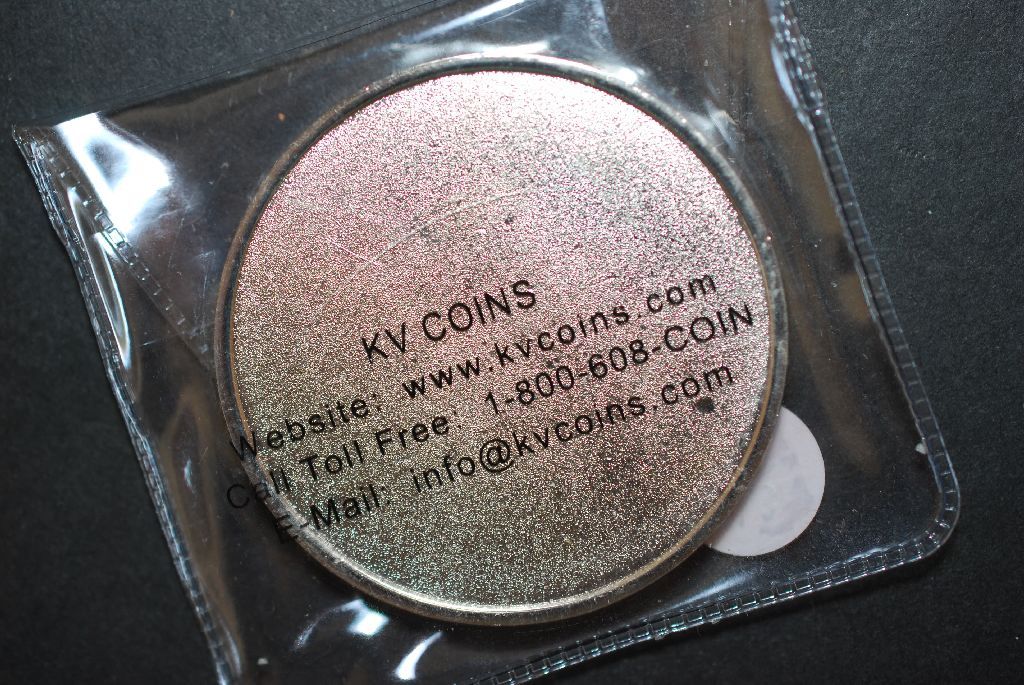 KV COINS
Website: www.kvcoins.com
Call Toll Free: 1-800-608-COIN
E-Mail: info@kvcoins.com